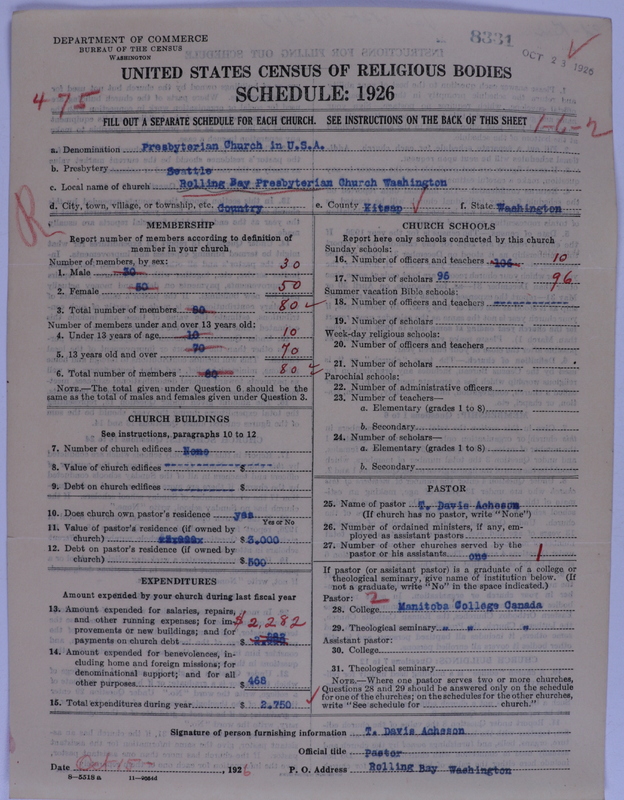 DEPARTMENT OF COMMERCE
BUREAU OF THE CENSUS
WASHINGTON
8331
OCT 23 1926
UNITED STATES CENSUS OF RELIGIOUS BODIES
SCHEDULE: 1926
475
FILL OUT A SEPARATE SCHEDULE FOR EACH CHURCH. SEE INSTRUCTIONS ON THE BACK OF THIS SHEET
1-6-2
a. Denomination Presbyterian Church in U.S.A.
b. Presbytery Seattle
c. Local name of church Rolling Bay Presbyterian Church Washington
d. City, town, village, or township, etc. Country e. County Kitsap f. State Washington
R
MEMBERSHIP
Report number of members according to definition of
member in your church
Number of members, by sex:
1. Male 30 30
2. Female 50 50
3. Total number of members 80 80
Number of members under and over 13 years old:
4. Under 13 years of age 10 10
5. 13 years old and over 70 70
6. Total number of members 80 80
NOTE.—The total given under Question 6 should be the
same as the total of males and females given under Question 3.
CHURCH BUILDINGS
See instructions, paragraphs 10 to 12
7. Number of church edifices None
8. Value of church edifices $
9. Debt on church edifices $
10. Does church own pastor's residence yes
Yes or No
11. Value of pastor's residence (if owned by
church) $ 3,000
12. Debt on pastor's residence (if owned by
church) $ 500
EXPENDITURES
Amount expended by your church during last fiscal year
13. Amount expended for salaries, repairs,
and other running expenses; for im- $2,282
provements or new buildings; and for
payments on church debt $
14. Amount expended for benevolences, in-
cluding home and foreign missions; for
denominational support; and for all
other purposes $ 468
15. Total expenditures during year $ 2,750
CHURCH SCHOOLS
Report here only schools conducted by this church
Sunday schools:
16. Number of officers and teachers 106 10
17. Number of scholars 96 96
Summer vacation Bible schools:
18. Number of officers and teachers
19. Number of scholars
Week-day religious schools:
20. Number of officers and teachers
21. Number of scholars
Parochial schools:
22. Number of administrative officers
23. Number of teachers—
a. Elementary (grades 1 to 8)
b. Secondary
24. Number of scholars—
a. Elementary (grades 1 to 8)
b. Secondary
PASTOR
25. Name of pastor T. Davis Acheson
(If church has no pastor, write "None")
26. Number of ordained ministers, if any, em-
ployed as assistant pastors
27. Number of other churches served by the
pastor or his assistants one 1
If pastor (or assistant pastor) is a graduate of a college or
theological seminary, give name of institution below. (If
not a graduate, write "No" in the space indicated.)
Pastor: 2
28. College Manitoba College Canada
29. Theological seminary " " "
Assistant pastor:
30. College
31. Theological seminary
NOTE.—Where one pastor serves two or more churches,
Questions 28 and 29 should be answered only on the schedule
for one of the churches; on the schedules for the other churches,
write "See schedule for church."
Signature of person furnishing information T. Davis Acheson
Official title Pastor
Date Oct 15, 1926 P. O. Address Rolling Bay Washington
8-5518 a